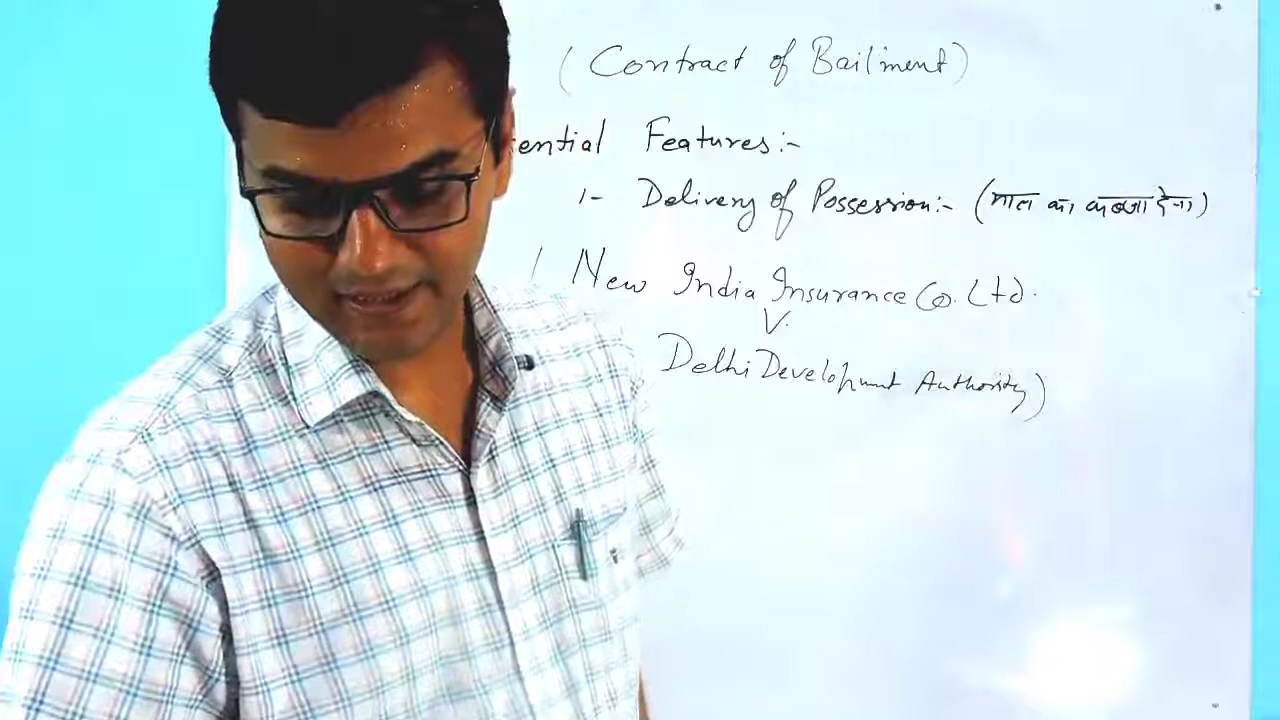 (Contract of Bailment)
ential Features:-
1- Delivery of Possession:- (माल का कब्जा देना)
( New India Insurance Co. Ltd.
V.
Delhi Development Authority)